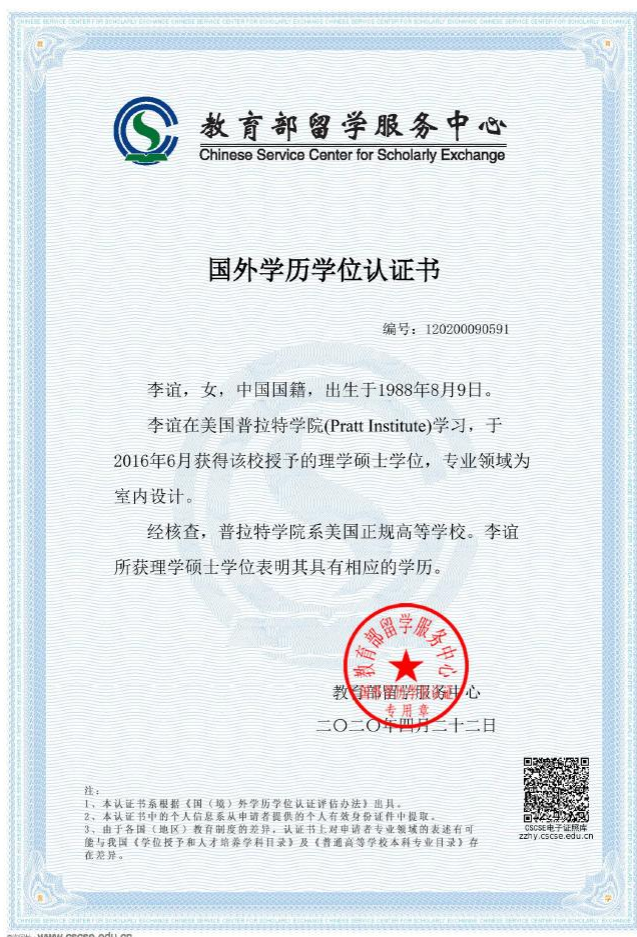 教育部留学服务中心
Chinese Service Center for Scholarly Exchange
国外学历学位认证书
编号：120200090591
李谊，女，中国国籍，出生于1988年8月9日。
李谊在美国普拉特学院(Pratt Institute)学习，于
2016年6月获得该校授予的理学硕士学位，专业领域为
室内设计。
经核查，普拉特学院系美国正规高等学校。李谊
所获理学硕士学位表明其具有相应的学历。
教育部留学服务中心
教育部留学服务中心
专用章
二〇二〇年四月二十二日
注：
1、本认证书系根据《国（境）外学历学位认证评估办法》出具。
2、本认证书中的个人信息系从申请者提供的个人有效身份证件中提取。
3、由于各国（地区）教育制度的差异，认证书上对申请者专业领域的表述有可
能与我国《学位授予和人才培养学科目录》及《普通高等学校本科专业目录》存
在差异。
CSCSE电子证照库
zzhy.cscse.edu.cn
www.cscse.edu.cn